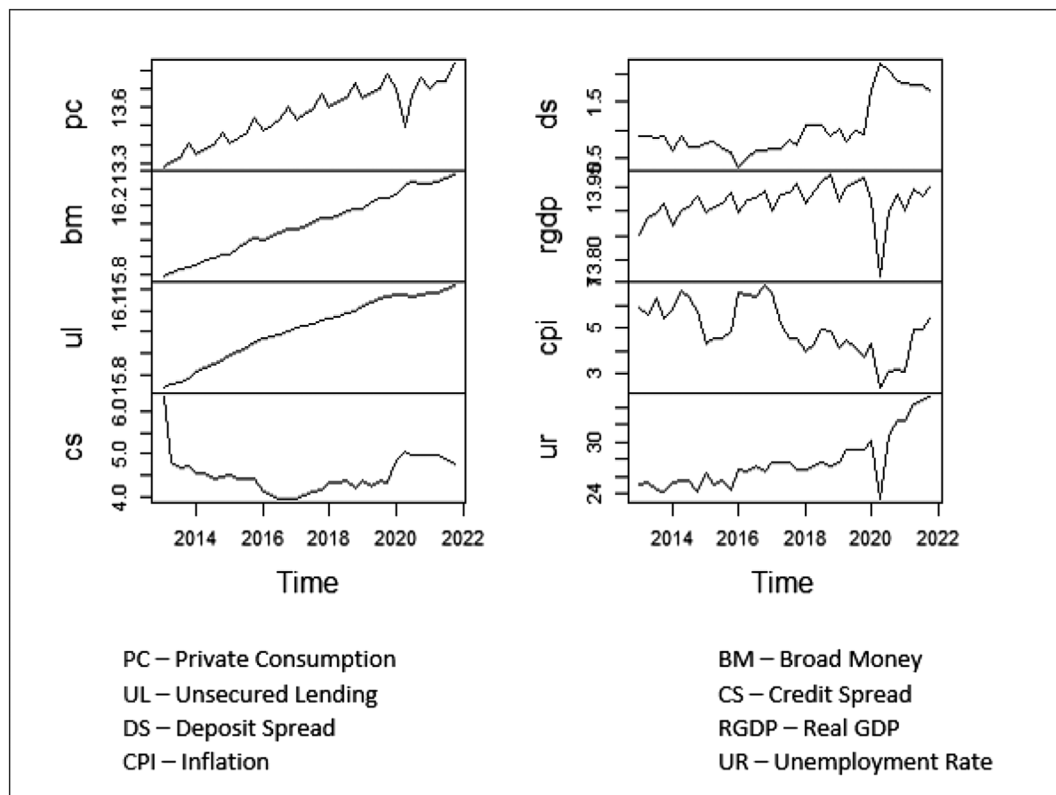 pc
13.6
13.3
bm
16.2
15.8
ul
16.1
15.8
cs
6.0
5.0
4.0
2014 2016 2018 2020 2022
Time
ds
1.5
rgdp
13.80
cpi
7
5
3
ur
30
24
2014 2016 2018 2020 2022
Time
PC – Private Consumption
UL – Unsecured Lending
DS – Deposit Spread
CPI – Inflation
BM – Broad Money
CS – Credit Spread
RGDP – Real GDP
UR – Unemployment Rate